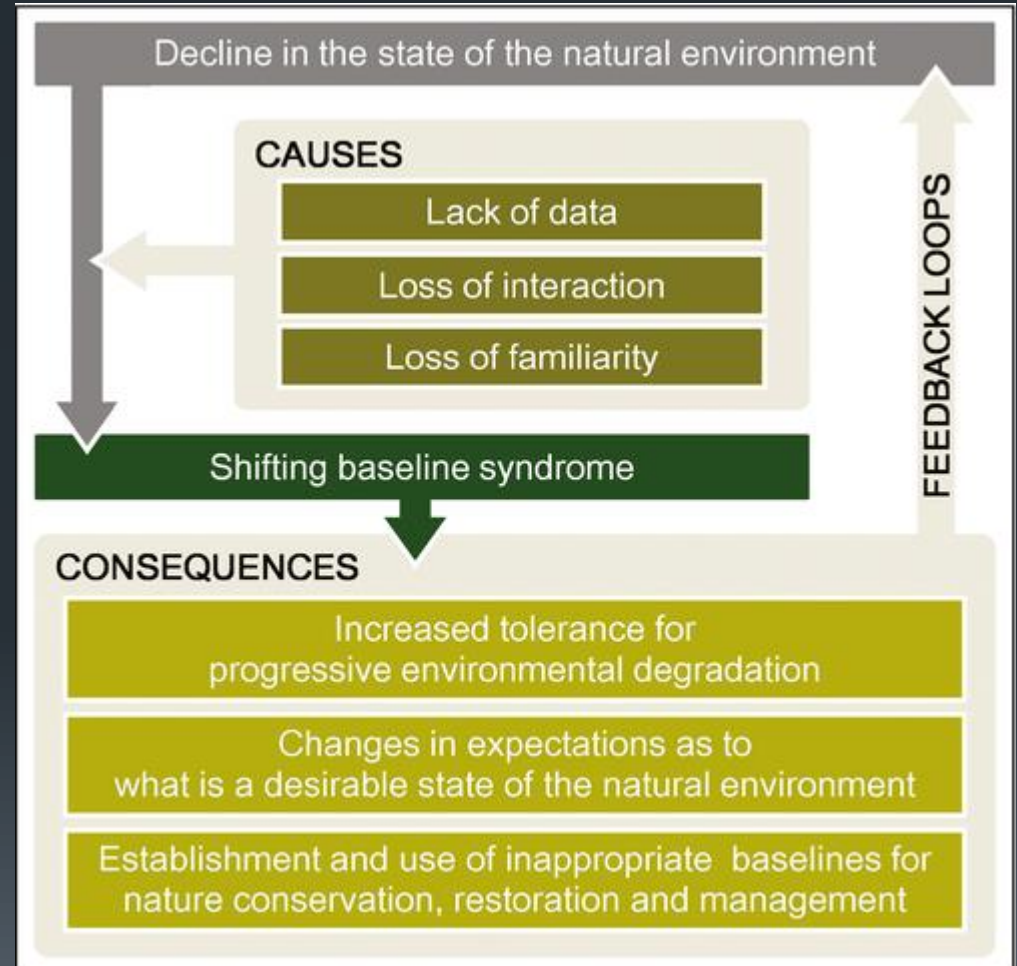 Decline in the state of the natural environment
CAUSES
Lack of data
Loss of interaction
Loss of familiarity
FEEDBACK LOOPS
Shifting baseline syndrome
CONSEQUENCES
Increased tolerance for
progressive environmental degradation
Changes in expectations as to
what is a desirable state of the natural environment
Establishment and use of inappropriate baselines for
nature conservation, restoration and management